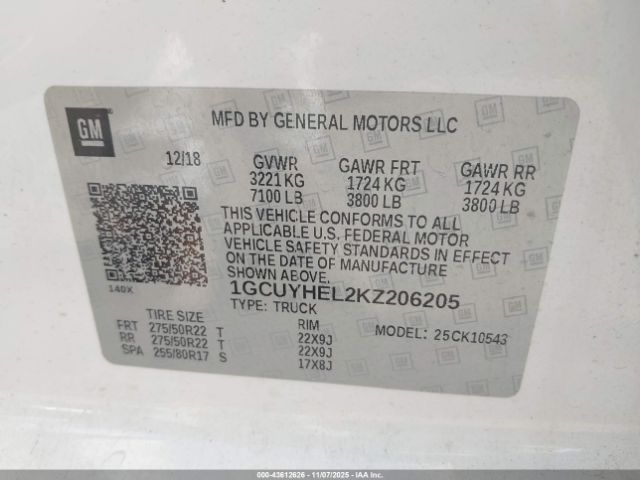 GM
MFD BY GENERAL MOTORS LLC
12/18 GVWR GAWR FRT GAWR RR
3221 KG 1724 KG 1724 KG
7100 LB 3800 LB 3800 LB
THIS VEHICLE CONFORMS TO ALL
APPLICABLE U.S. FEDERAL MOTOR
VEHICLE SAFETY STANDARDS IN EFFECT
ON THE DATE OF MANUFACTURE
SHOWN ABOVE.
140X
1GCUYHEL2KZ206205
TYPE: TRUCK
TIRE SIZE RIM MODEL: 25CK10543
FRT 275/50R22 T 22X9J
RR 275/50R22 T 22X9J
SPA 255/80R17 S 17X8J
000-43612626 - 11/07/2025 - IAAI.CA